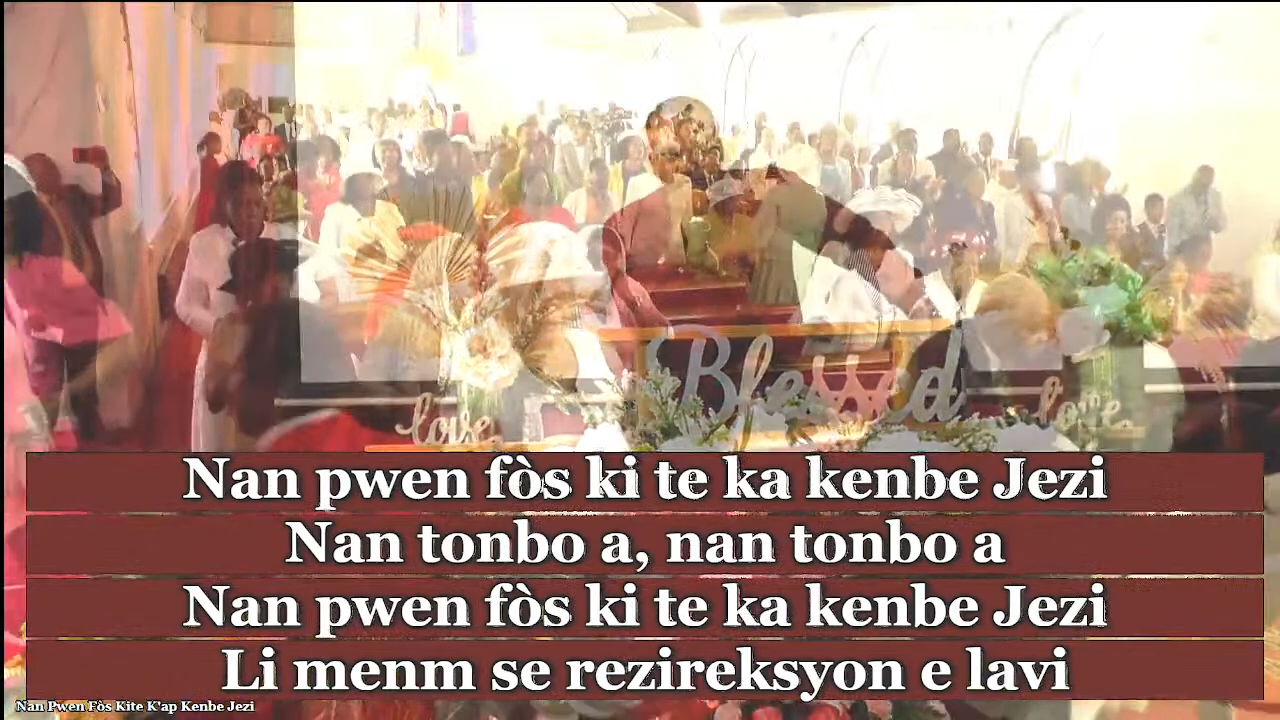 Blessed
love
love
Nan pwen fòs ki te ka kenbe Jezi
Nan tonbo a, nan tonbo a
Nan pwen fòs ki te ka kenbe Jezi
Li menm se rezireksyon e lavi
Nan Pwen Fòs Kite K'ap Kenbe Jezi